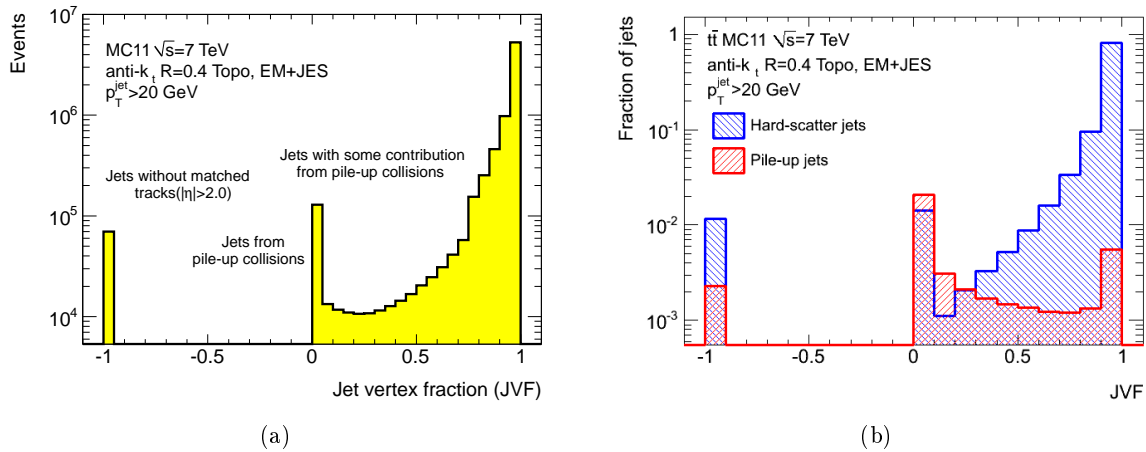 Events
10^7
10^6
10^5
10^4
MC11 √s=7 TeV
anti-k_t R=0.4 Topo, EM+JES
p_T^jet>20 GeV
Jets with some contribution
from pile-up collisions
Jets without matched
tracks(|η|>2.0)
Jets from
pile-up collisions
-1 -0.5 0 0.5 1
Jet vertex fraction (JVF)
(a)
Fraction of jets
1
10^-1
10^-2
10^-3
tt̄ MC11 √s=7 TeV
anti-k_t R=0.4 Topo, EM+JES
p_T^jet>20 GeV
Hard-scatter jets
Pile-up jets
-1 -0.5 0 0.5 1
JVF
(b)